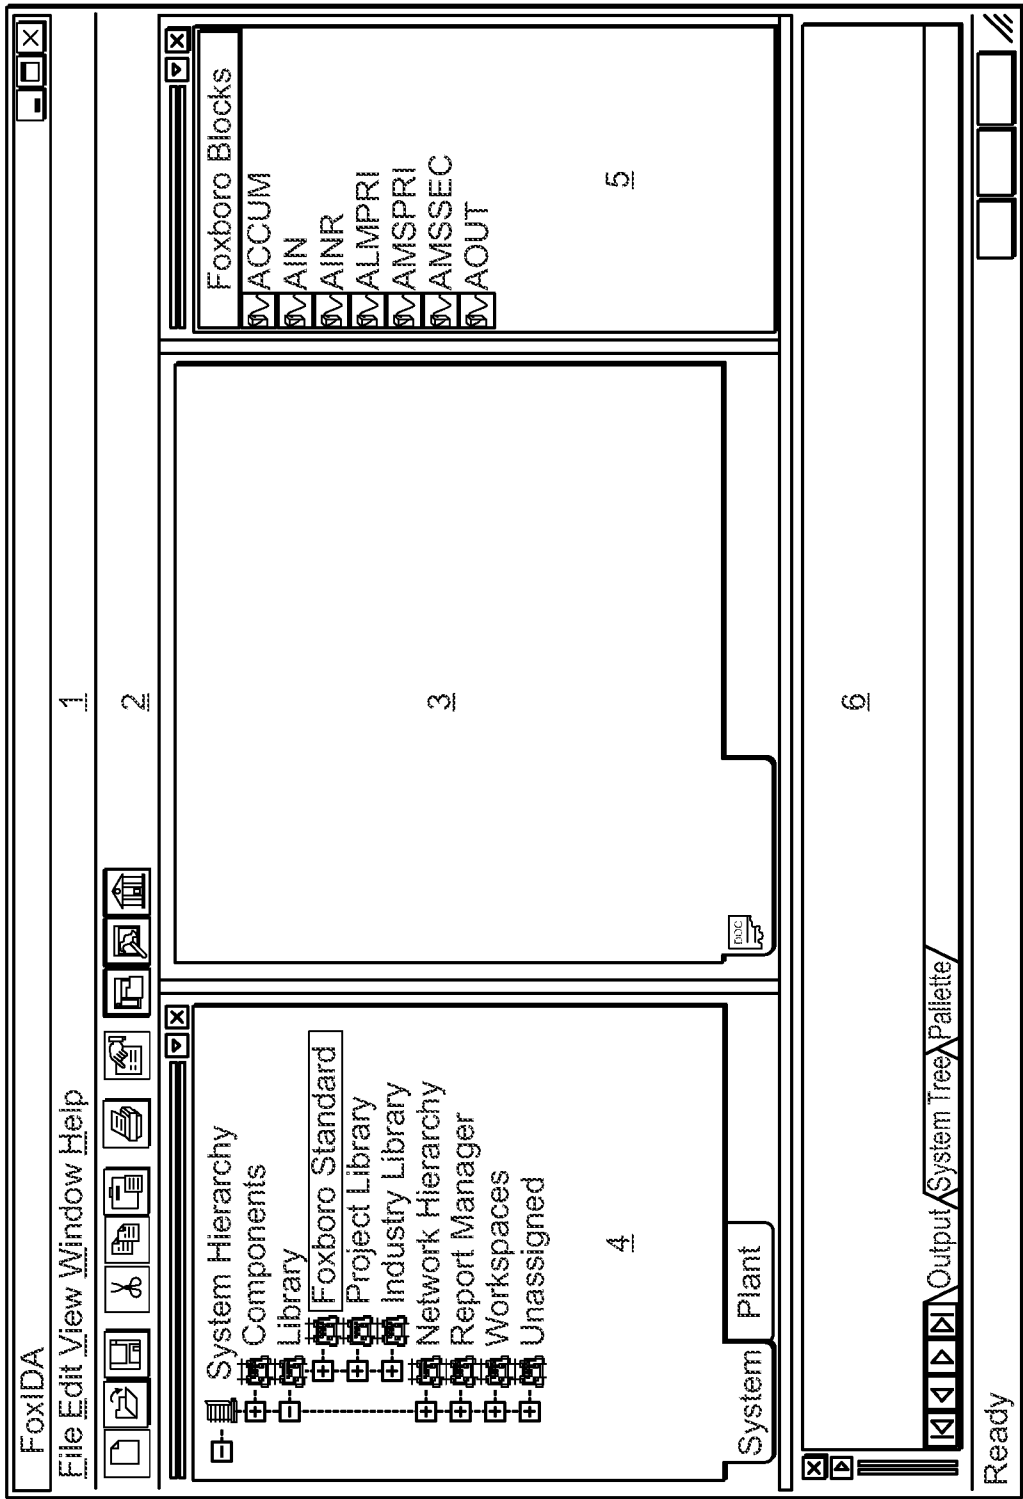 FoxIDA
File Edit View Window Help
1
2
System Hierarchy
Components
Library
Foxboro Standard
Project Library
Industry Library
Network Hierarchy
Report Manager
Workspaces
Unassigned
4
System
Plant
3
DOC
Foxboro Blocks
ACCUM
AIN
AINR
ALMPRI
AMSPRI
AMSSEC
AOUT
5
6
Output
System Tree
Pallette
Ready